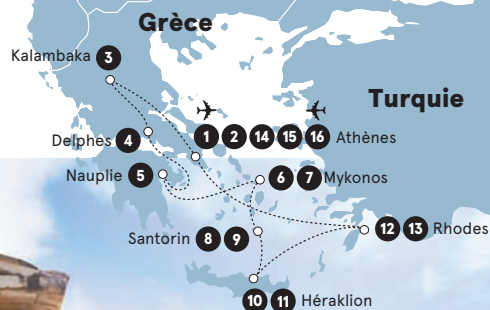 Grèce
Kalambaka 3
Turquie
1 2 14 15 16 Athènes
Delphes 4
Nauplie 5
6 7 Mykonos
Santorin 8 9
12 13 Rhodes
10 11 Héraklion